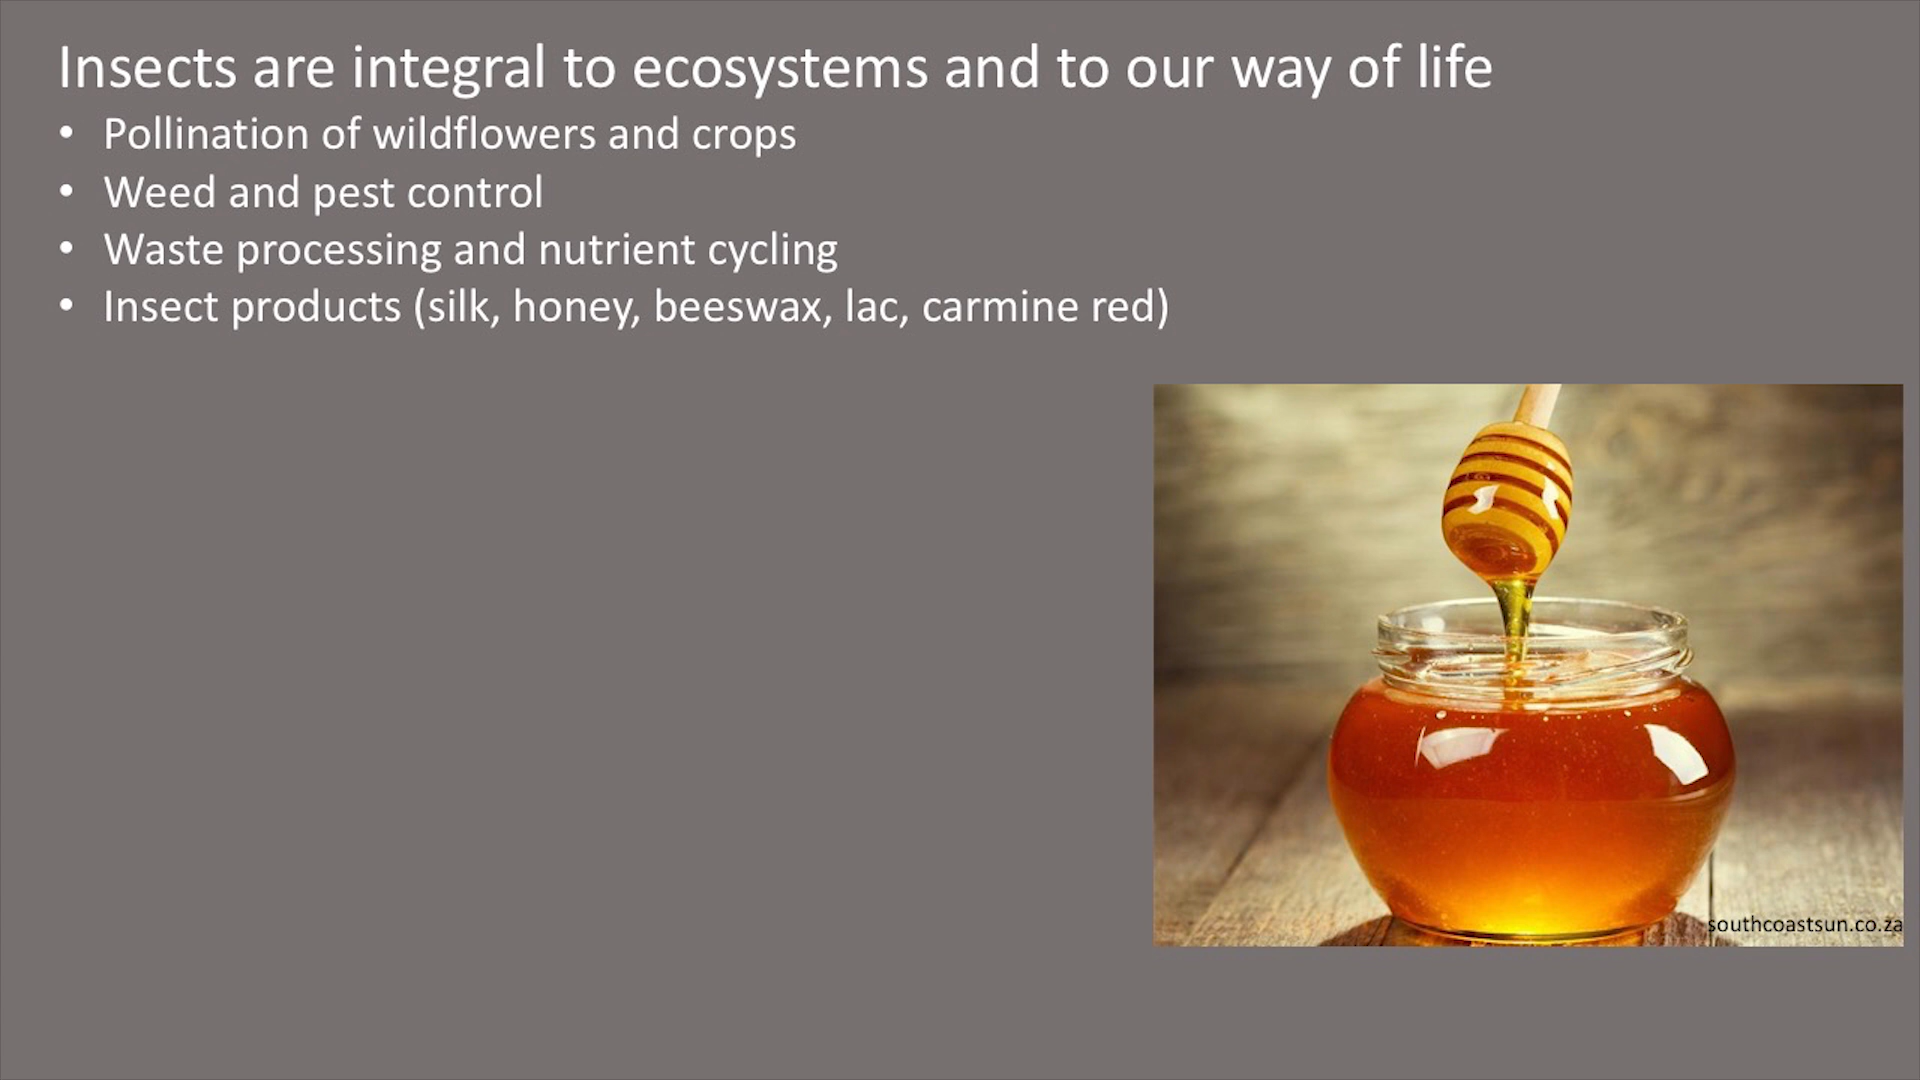 Insects are integral to ecosystems and to our way of life
• Pollination of wildflowers and crops
• Weed and pest control
• Waste processing and nutrient cycling
• Insect products (silk, honey, beeswax, lac, carmine red)
southcoastsun.co.za